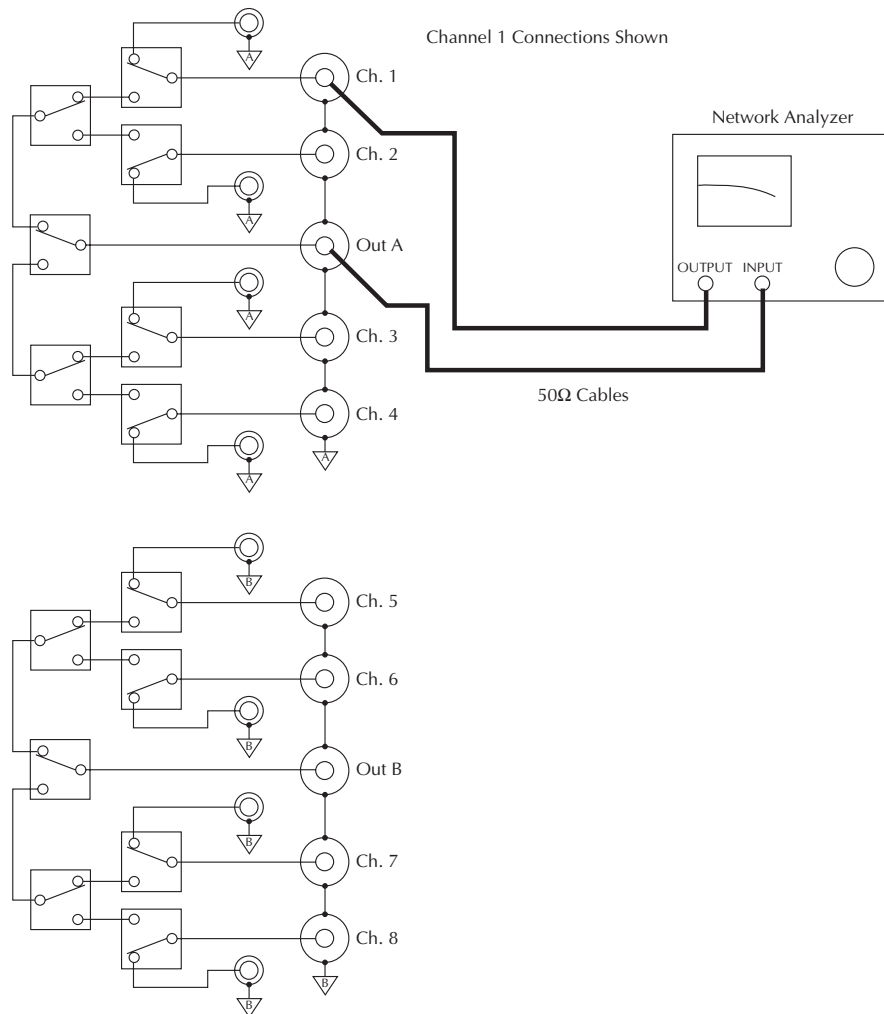 Channel 1 Connections Shown
A
Ch. 1
Network Analyzer
Ch. 2
A
OUTPUT INPUT
Out A
A
Ch. 3
50Ω Cables
Ch. 4
A
A
B
Ch. 5
Ch. 6
B
Out B
B
Ch. 7
Ch. 8
B
B